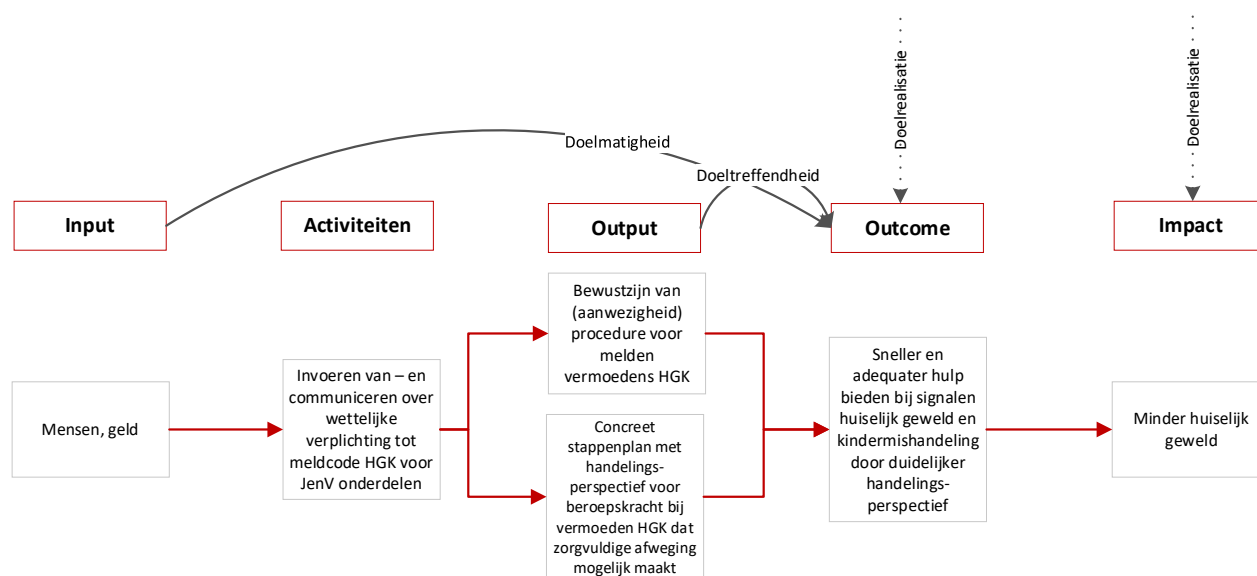 Doelrealisatie
Doelrealisatie
Doelmatigheid
Doeltreffendheid
Input
Activiteiten
Output
Outcome
Impact
Mensen, geld
Invoeren van – en
communiceren over
wettelijke
verplichting tot
meldcode HGK voor
JenV onderdelen
Bewustzijn van
(aanwezigheid)
procedure voor
melden
vermoedens HGK
Concreet
stappenplan met
handelings-
perspectief voor
beroepskracht bij
vermoeden HGK dat
zorgvuldige afweging
mogelijk maakt
Sneller en
adequater hulp
bieden bij signalen
huiselijk geweld en
kindermishandeling
door duidelijker
handelings-
perspectief
Minder huiselijk
geweld